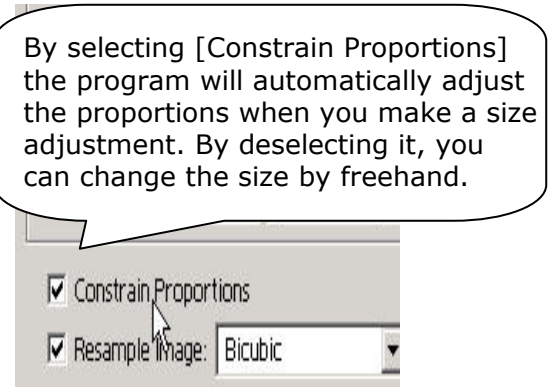 By selecting [Constrain Proportions]
the program will automatically adjust
the proportions when you make a size
adjustment. By deselecting it, you
can change the size by freehand.
Constrain Proportions
Resample Image: Bicubic